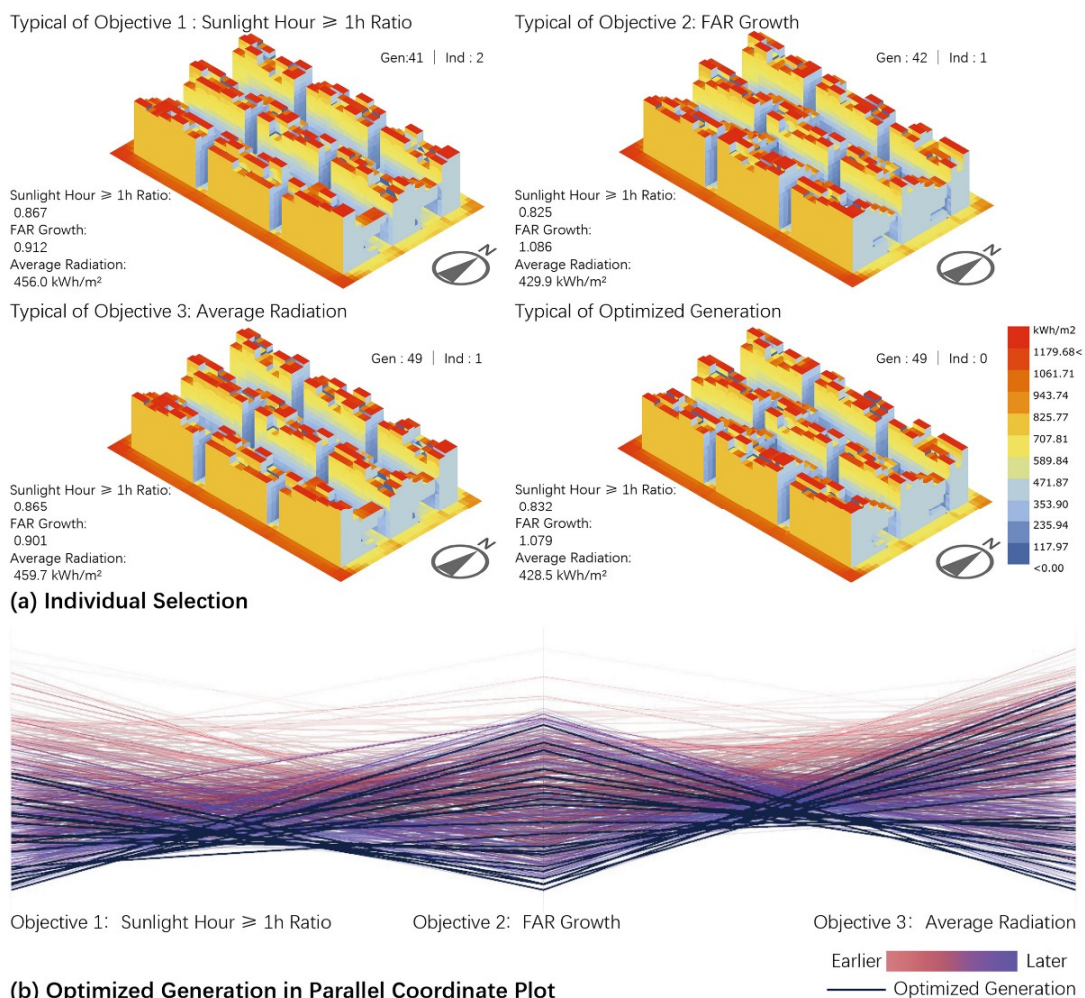 Typical of Objective 1 : Sunlight Hour ≥ 1h Ratio
Gen:41 | Ind : 2
Sunlight Hour ≥ 1h Ratio:
0.867
FAR Growth:
0.912
Average Radiation:
456.0 kWh/m²
N
Typical of Objective 2: FAR Growth
Gen : 42 | Ind : 1
Sunlight Hour ≥ 1h Ratio:
0.825
FAR Growth:
1.086
Average Radiation:
429.9 kWh/m²
N
Typical of Objective 3: Average Radiation
Gen : 49 | Ind : 1
Sunlight Hour ≥ 1h Ratio:
0.865
FAR Growth:
0.901
Average Radiation:
459.7 kWh/m²
N
Typical of Optimized Generation
Gen : 49 | Ind : 0
Sunlight Hour ≥ 1h Ratio:
0.832
FAR Growth:
1.079
Average Radiation:
428.5 kWh/m²
N
kWh/m2
1179.68<
1061.71
943.74
825.77
707.81
589.84
471.87
353.90
235.94
117.97
<0.00
(a) Individual Selection
Objective 1: Sunlight Hour ≥ 1h Ratio
Objective 2: FAR Growth
Objective 3: Average Radiation
Earlier Later
Optimized Generation
(b) Optimized Generation in Parallel Coordinate Plot